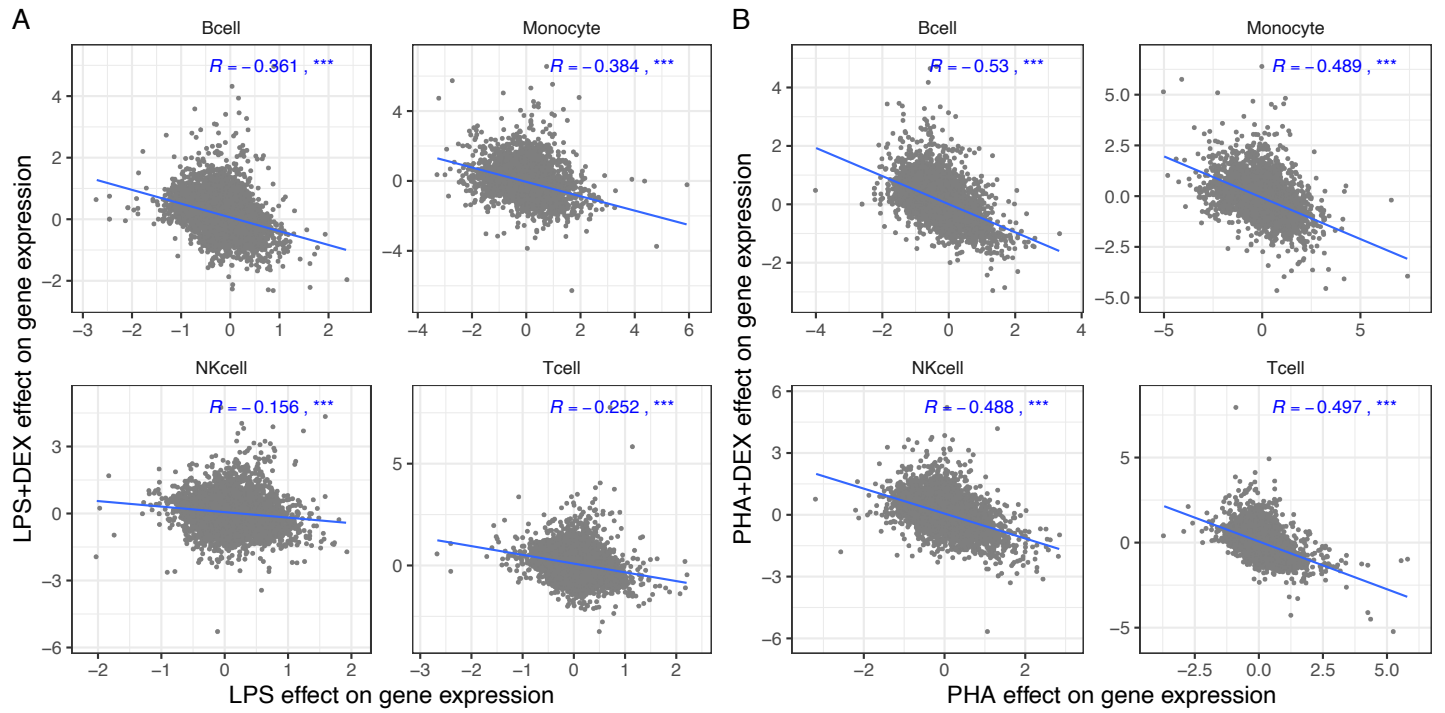 A
B
Bcell
Monocyte
Bcell
Monocyte
R = −0.361 , ***
R = −0.384 , ***
R = −0.53 , ***
R = −0.489 , ***
4
2
0
−2
4
0
−4
4
2
0
−2
5.0
2.5
0.0
−2.5
−5.0
−3 −2 −1 0 1 2
−4 −2 0 2 4 6
−4 −2 0 2 4
−5 0 5
NKcell
Tcell
NKcell
Tcell
R = −0.156 , ***
R = −0.252 , ***
R = −0.488 , ***
R = −0.497 , ***
3
0
−3
−6
5
0
6
3
0
−3
−6
5
0
−5
−2 −1 0 1 2
−3 −2 −1 0 1 2
−2 0 2
−2.5 0.0 2.5 5.0
LPS+DEX effect on gene expression
LPS effect on gene expression
PHA+DEX effect on gene expression
PHA effect on gene expression